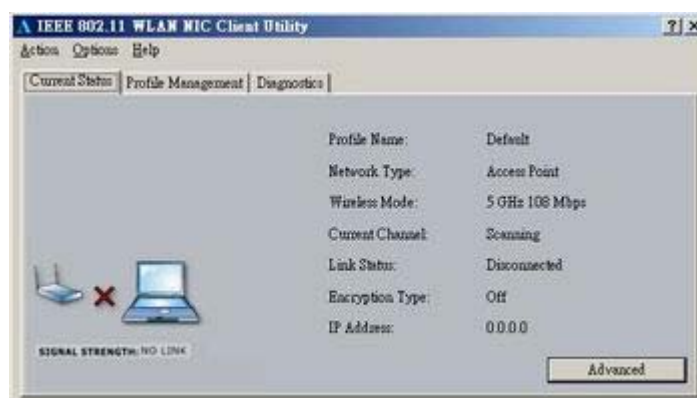 IEEE 802.11 WLAN NIC Client Utility
Action Options Help
Current Status Profile Management Diagnostics
Profile Name: Default
Network Type: Access Point
Wireless Mode: 5 GHz 108 Mbps
Current Channel: Scanning
Link Status: Disconnected
Encryption Type: Off
IP Address: 0.0.0.0
SIGNAL STRENGTH: NO LINK
Advanced